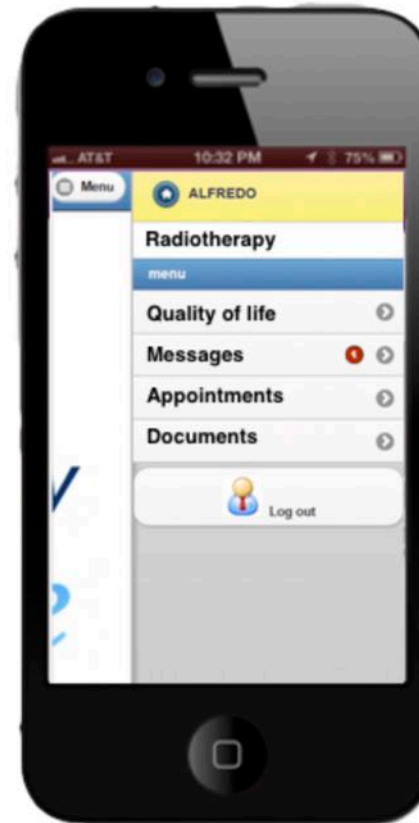 AT&T 10:32 PM 75%
Menu
ALFREDO
Radiotherapy
menu
Quality of life
Messages
Appointments
Documents
Log out